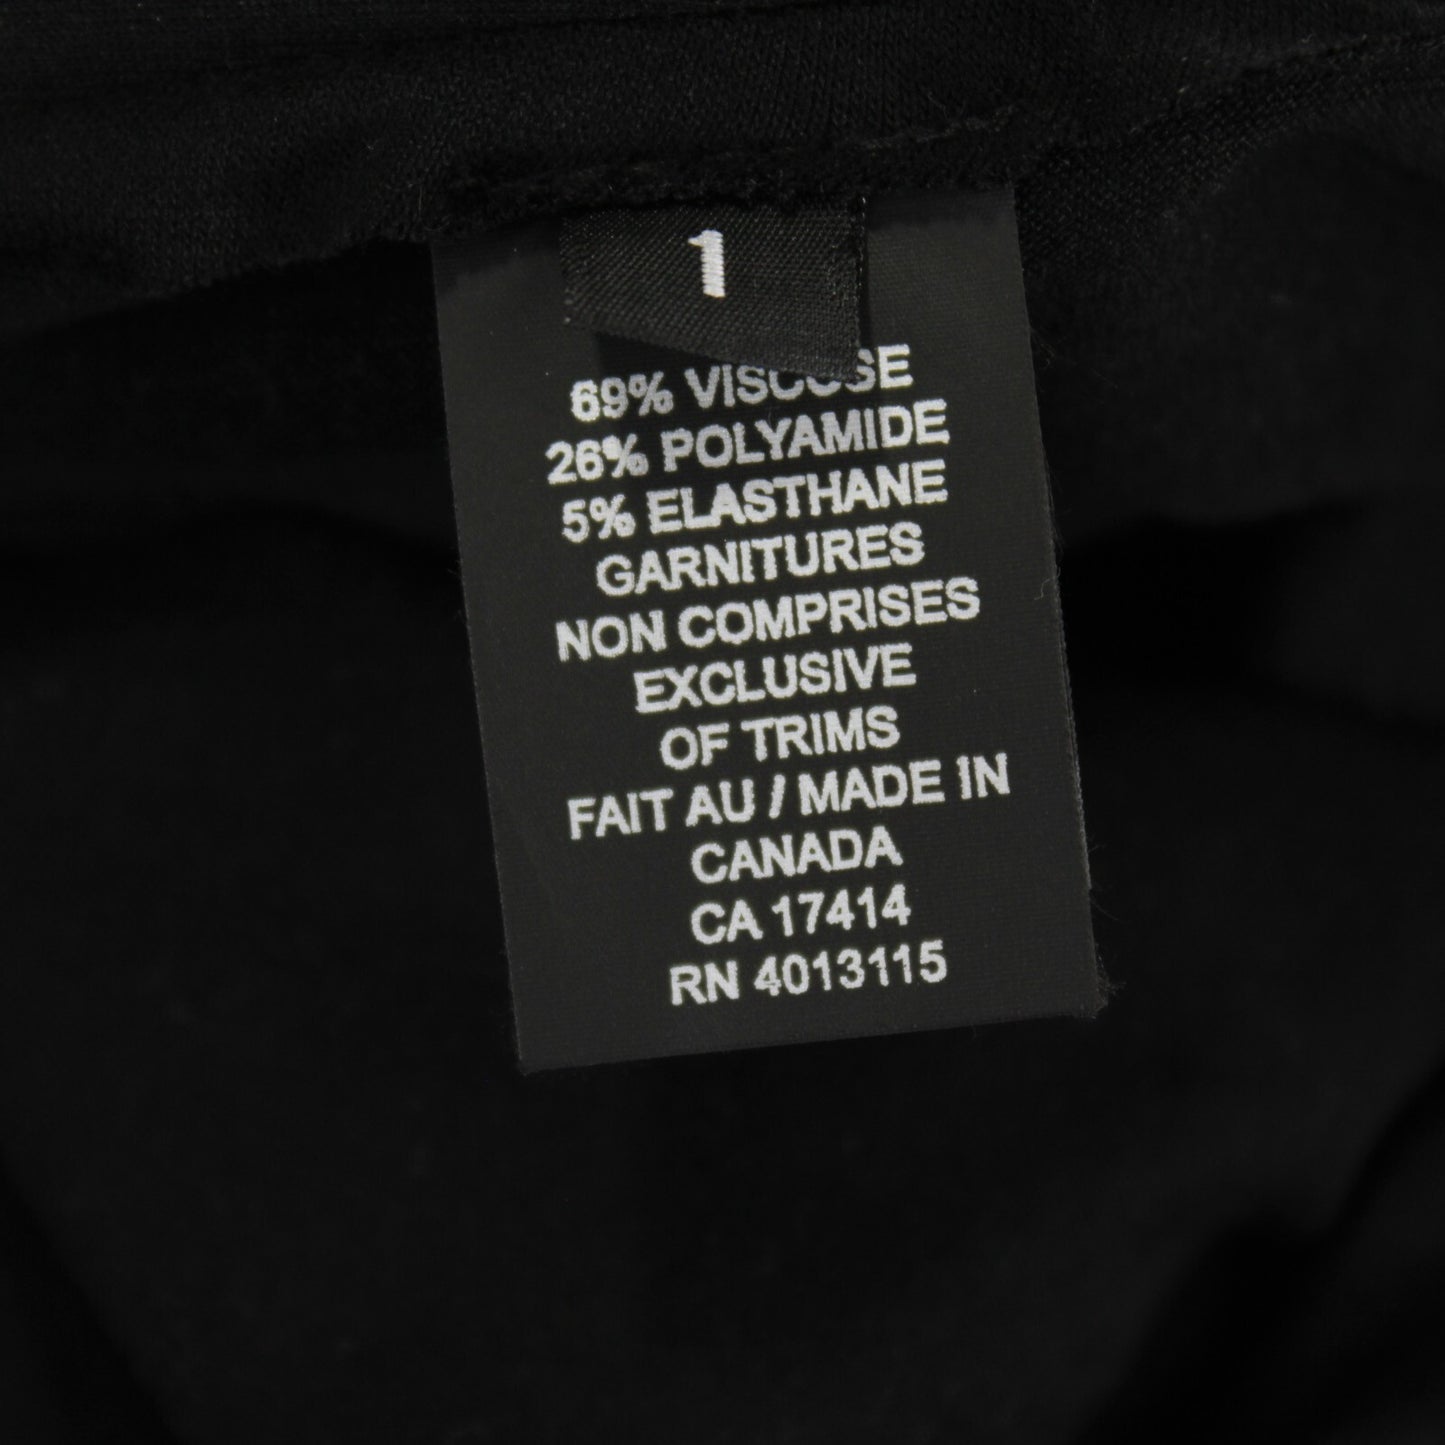 1
69% VISCOSE
26% POLYAMIDE
5% ELASTHANE
GARNITURES
NON COMPRISES
EXCLUSIVE
OF TRIMS
FAIT AU / MADE IN
CANADA
CA 17414
RN 4013115